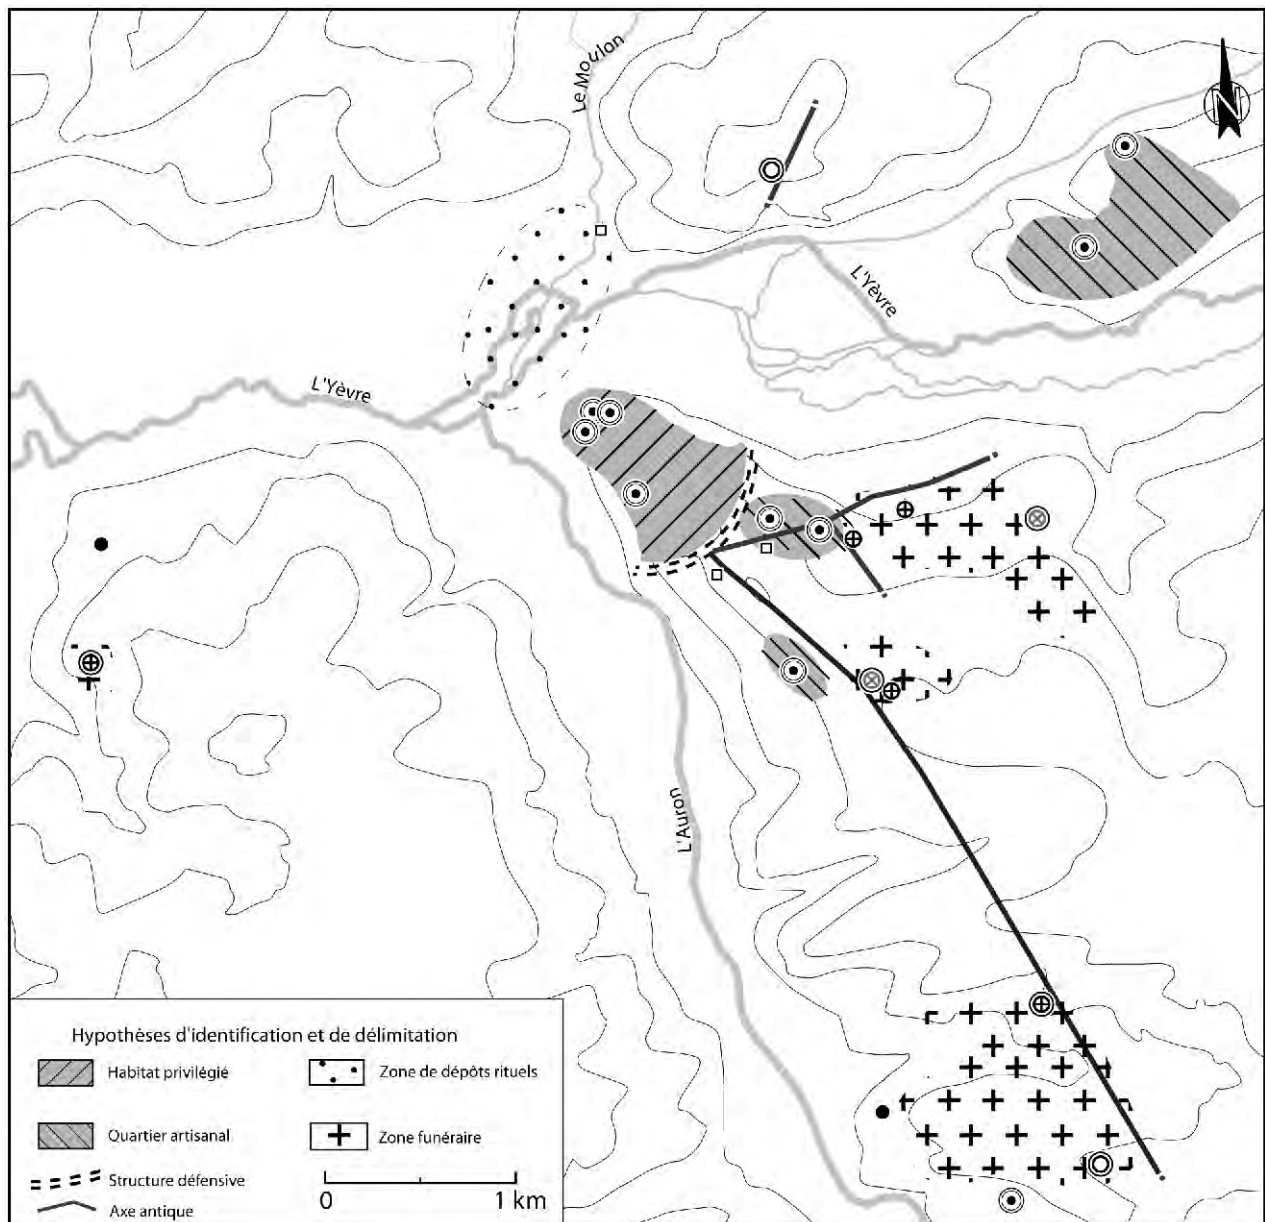 Le Moulon
N
L'Yèvre
L'Yèvre
L'Auron
Hypothèses d'identification et de délimitation
Habitat privilégié
Zone de dépôts rituels
Quartier artisanal
Zone funéraire
Structure défensive
Axe antique
0 1 km